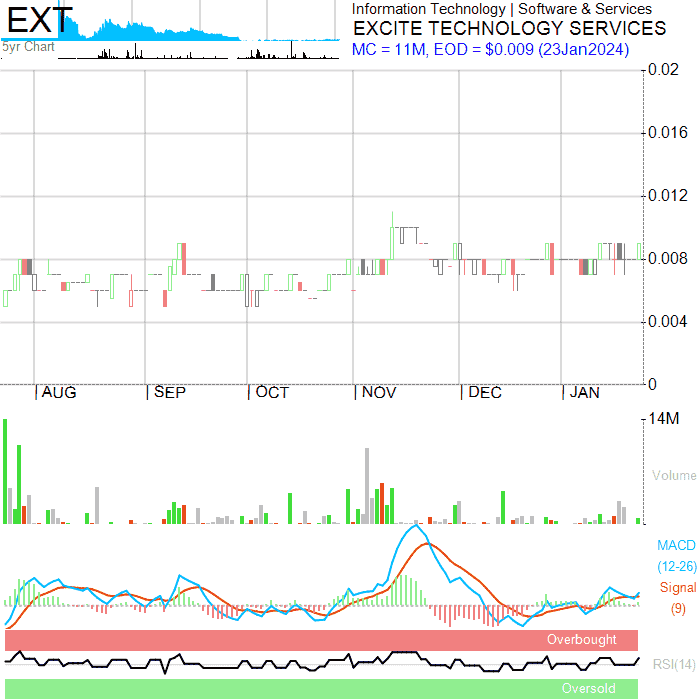 EXT
5yr Chart
Information Technology | Software & Services
EXCITE TECHNOLOGY SERVICES
MC = 11M, EOD = $0.009 (23Jan2024)
0.02
0.016
0.012
0.008
0.004
0
AUG SEP OCT NOV DEC JAN
14M
Volume
MACD
(12-26)
Signal
(9)
Overbought
RSI(14)
Oversold